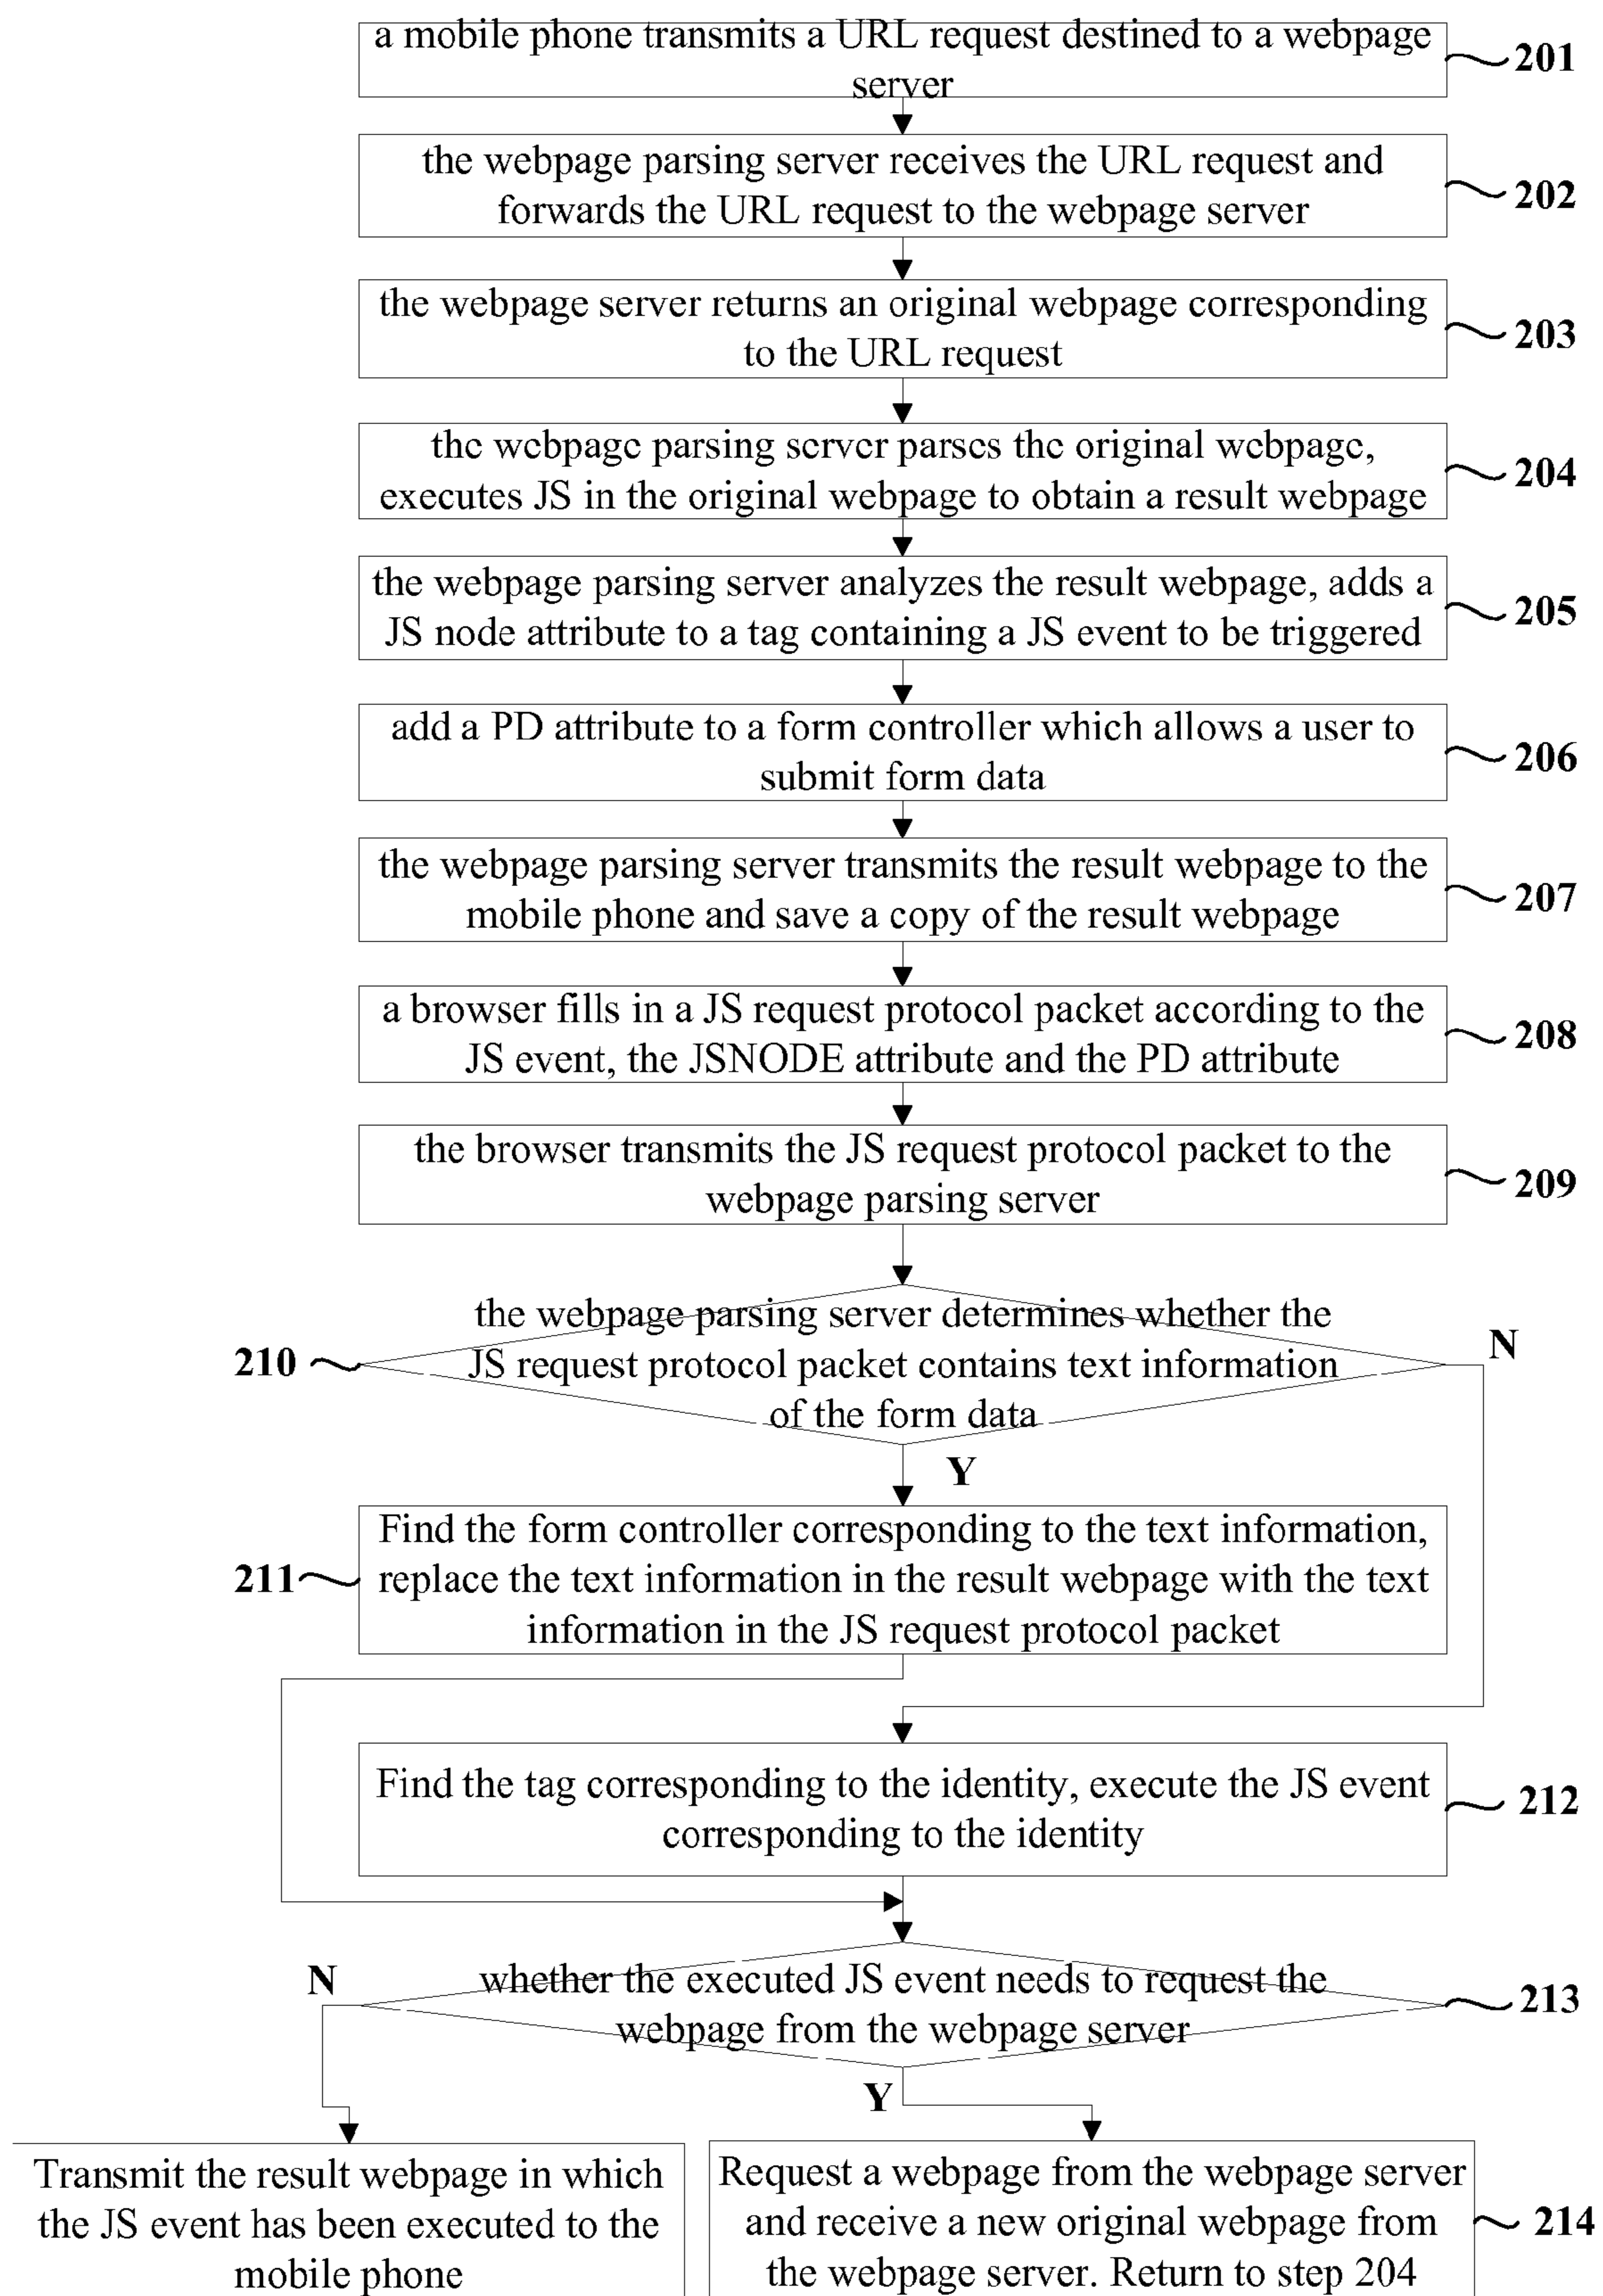 a mobile phone transmits a URL request destined to a webpage
server
201
the webpage parsing server receives the URL request and
forwards the URL request to the webpage server
202
the webpage server returns an original webpage corresponding
to the URL request
203
the webpage parsing server parses the original webpage,
executes JS in the original webpage to obtain a result webpage
204
the webpage parsing server analyzes the result webpage, adds a
JS node attribute to a tag containing a JS event to be triggered
205
add a PD attribute to a form controller which allows a user to
submit form data
206
the webpage parsing server transmits the result webpage to the
mobile phone and save a copy of the result webpage
207
a browser fills in a JS request protocol packet according to the
JS event, the JSNODE attribute and the PD attribute
208
the browser transmits the JS request protocol packet to the
webpage parsing server
209
the webpage parsing server determines whether the
JS request protocol packet contains text information
of the form data
210
N
Y
Find the form controller corresponding to the text information,
replace the text information in the result webpage with the text
information in the JS request protocol packet
211
Find the tag corresponding to the identity, execute the JS event
corresponding to the identity
212
whether the executed JS event needs to request the
webpage from the webpage server
213
N
Y
Transmit the result webpage in which
the JS event has been executed to the
mobile phone
Request a webpage from the webpage server
and receive a new original webpage from
the webpage server. Return to step 204
214